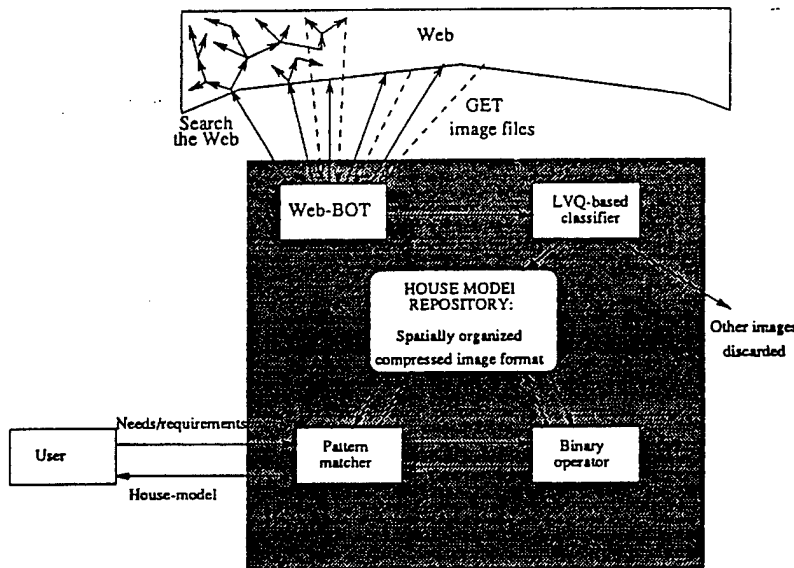 Web
Search
the Web
GET
image files
Web-BOT
LVQ-based
classifier
HOUSE MODEl
REPOSITORY:
Spatially organized
compressed image format
Other images
discarded
Needs/requirements
User
Pattern
matcher
Binary
operator
House-model